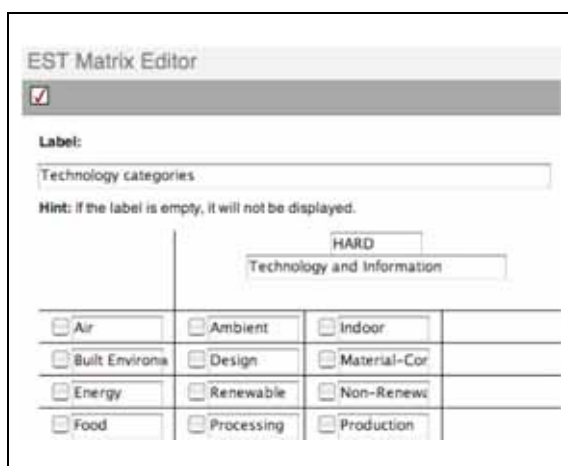 EST Matrix Editor
Label:
Technology categories
Hint: if the label is empty, it will not be displayed.
HARD
Technology and Information
Air Ambient Indoor
Built Environa Design Material-Cor
Energy Renewable Non-Renewa
Food Processing Production